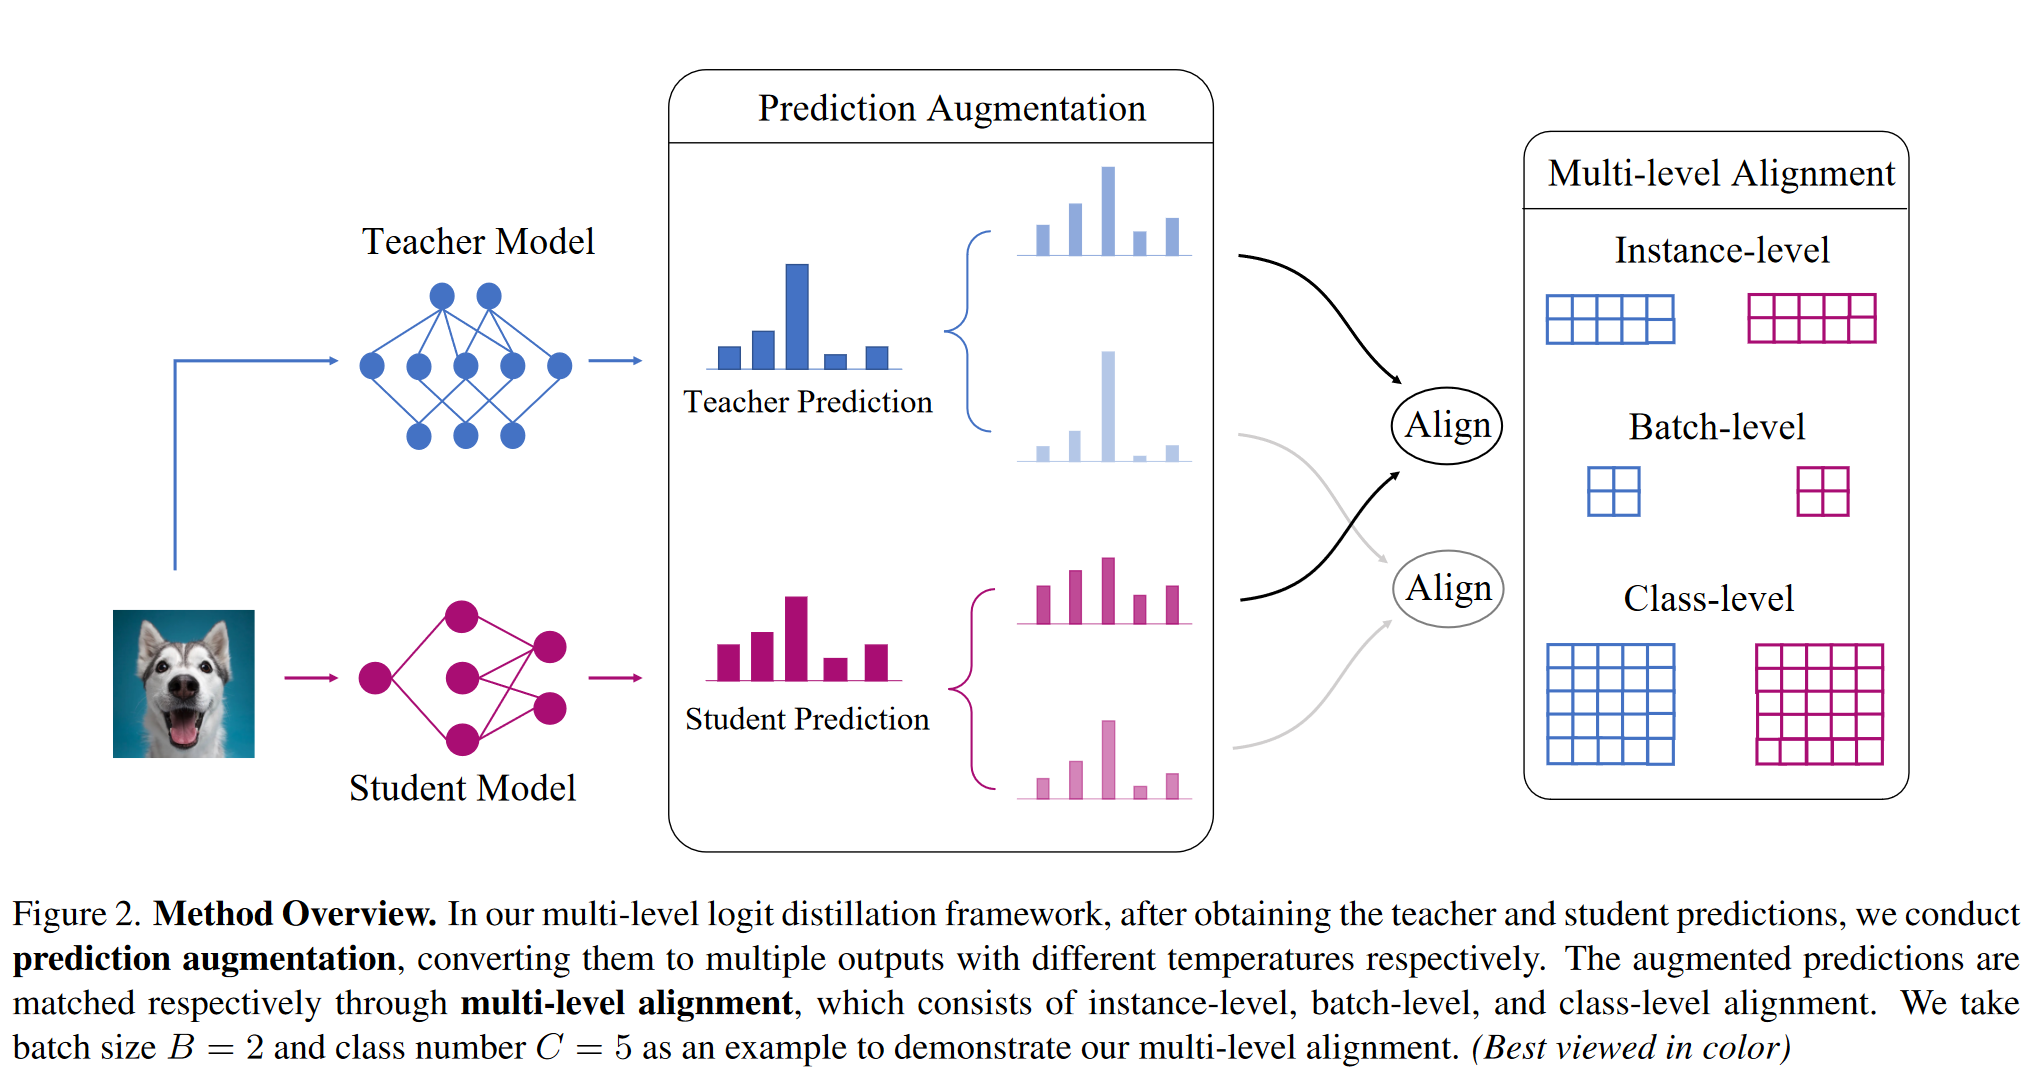 Prediction Augmentation
Multi-level Alignment
Teacher Model
Instance-level
Teacher Prediction
Align
Batch-level
Align
Class-level
Student Prediction
Student Model
Figure 2. Method Overview. In our multi-level logit distillation framework, after obtaining the teacher and student predictions, we conduct
prediction augmentation, converting them to multiple outputs with different temperatures respectively. The augmented predictions are
matched respectively through multi-level alignment, which consists of instance-level, batch-level, and class-level alignment. We take
batch size B = 2 and class number C = 5 as an example to demonstrate our multi-level alignment. (Best viewed in color)